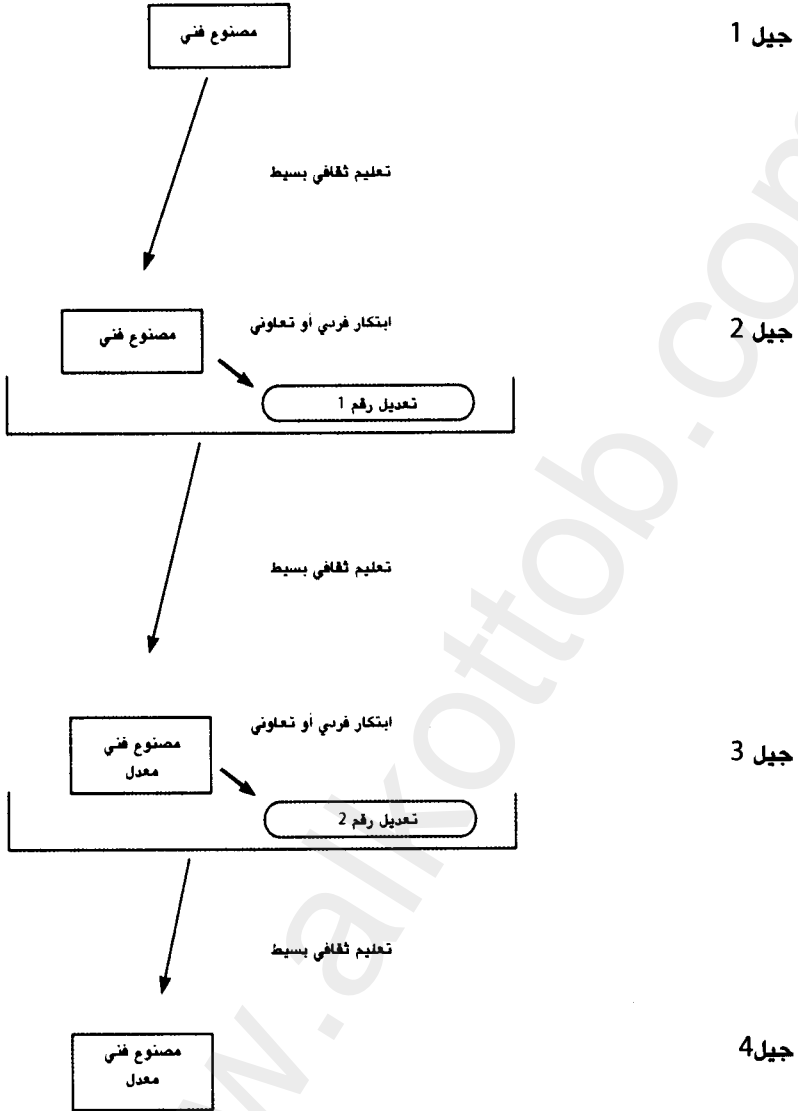 جيل 1
مصنوع فني
تعليم ثقافي بسيط
جيل 2
ابتكار فردي أو تعاوني
مصنوع فني
تعديل رقم 1
تعليم ثقافي بسيط
جيل 3
ابتكار فردي أو تعاوني
مصنوع فني
معدل
تعديل رقم 2
تعليم ثقافي بسيط
جيل4
مصنوع فني
معدل
w.alkottob.com